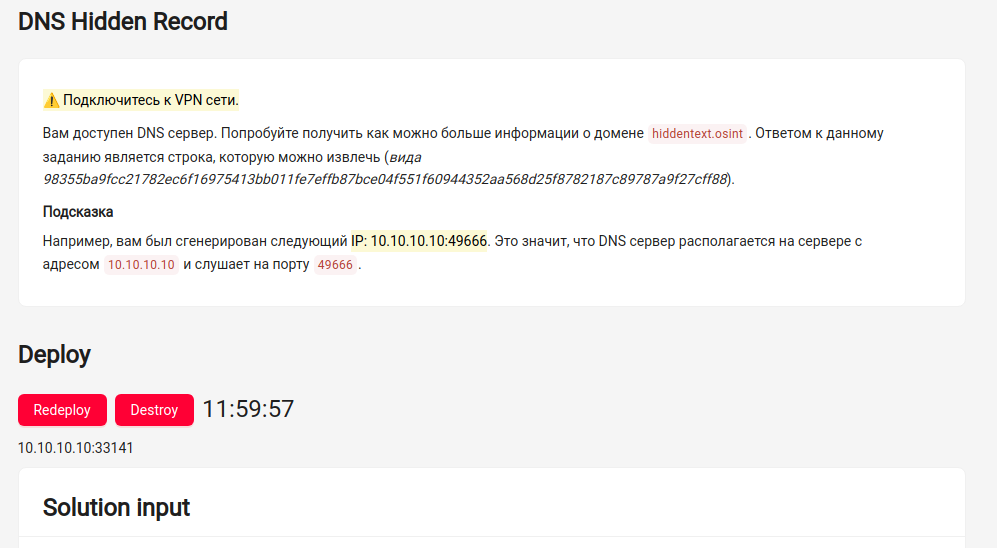 DNS Hidden Record
⚠️ Подключитесь к VPN сети.
Вам доступен DNS сервер. Попробуйте получить как можно больше информации о домене hiddentext.osint. Ответом к данному
заданию является строка, которую можно извлечь (вида
98355ba9fcc21782ec6f16975413bb011fe7effb87bce04f551f60944352aa568d25f8782187c89787a9f27cff88).
Подсказка
Например, вам был сгенерирован следующий IP: 10.10.10.10:49666. Это значит, что DNS сервер располагается на сервере с
адресом 10.10.10.10 и слушает на порту 49666.
Deploy
Redeploy Destroy 11:59:57
10.10.10.10:33141
Solution input